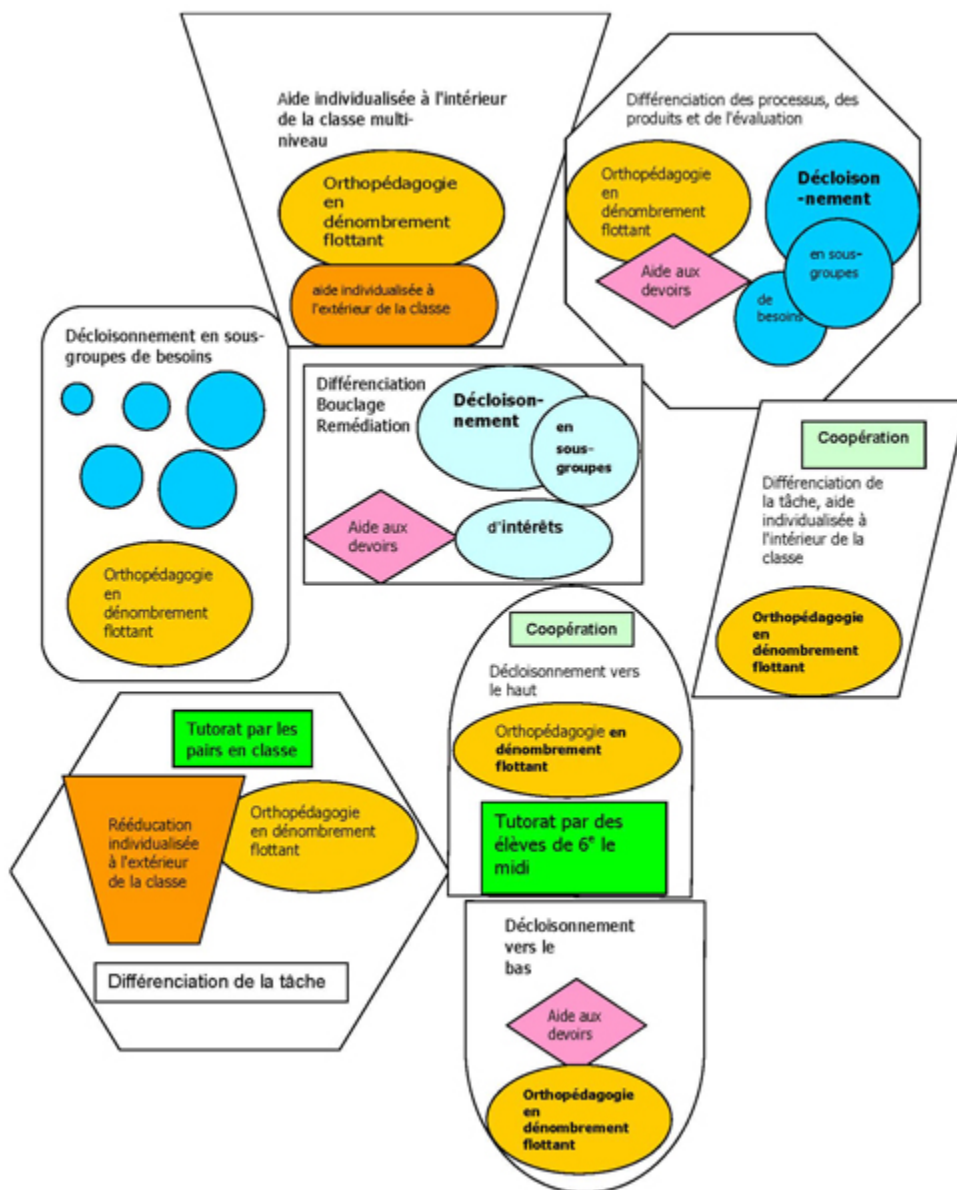 Aide individualisée à l'intérieur
de la classe multi-
niveau
Orthopédagogie
en
dénombrement
flottant
aide individualisée à
l'extérieur de la classe
Différenciation des processus, des
produits et de l'évaluation
Orthopédagogie
en
dénombrement
flottant
Décloison
-nement
en sous-
groupes
de
besoins
Aide aux
devoirs
Décloisonnement en sous-
groupes de besoins
Orthopédagogie
en
dénombrement
flottant
Différenciation
Bouclage
Remédiation
Décloison-
nement
en
sous-
groupes
d'intérêts
Aide aux
devoirs
Coopération
Différenciation de
la tâche, aide
individualisée à
l'intérieur de la
classe
Orthopédagogie
en
dénombrement
flottant
Coopération
Décloisonnement vers
le haut
Orthopédagogie en
dénombrement
flottant
Tutorat par des
élèves de 6e le
midi
Tutorat par les
pairs en classe
Rééducation
individualisée
à l'extérieur
de la classe
Orthopédagogie
en dénombrement
flottant
Différenciation de la tâche
Décloisonnement
vers le
bas
Aide aux
devoirs
Orthopédagogie
en
dénombrement
flottant